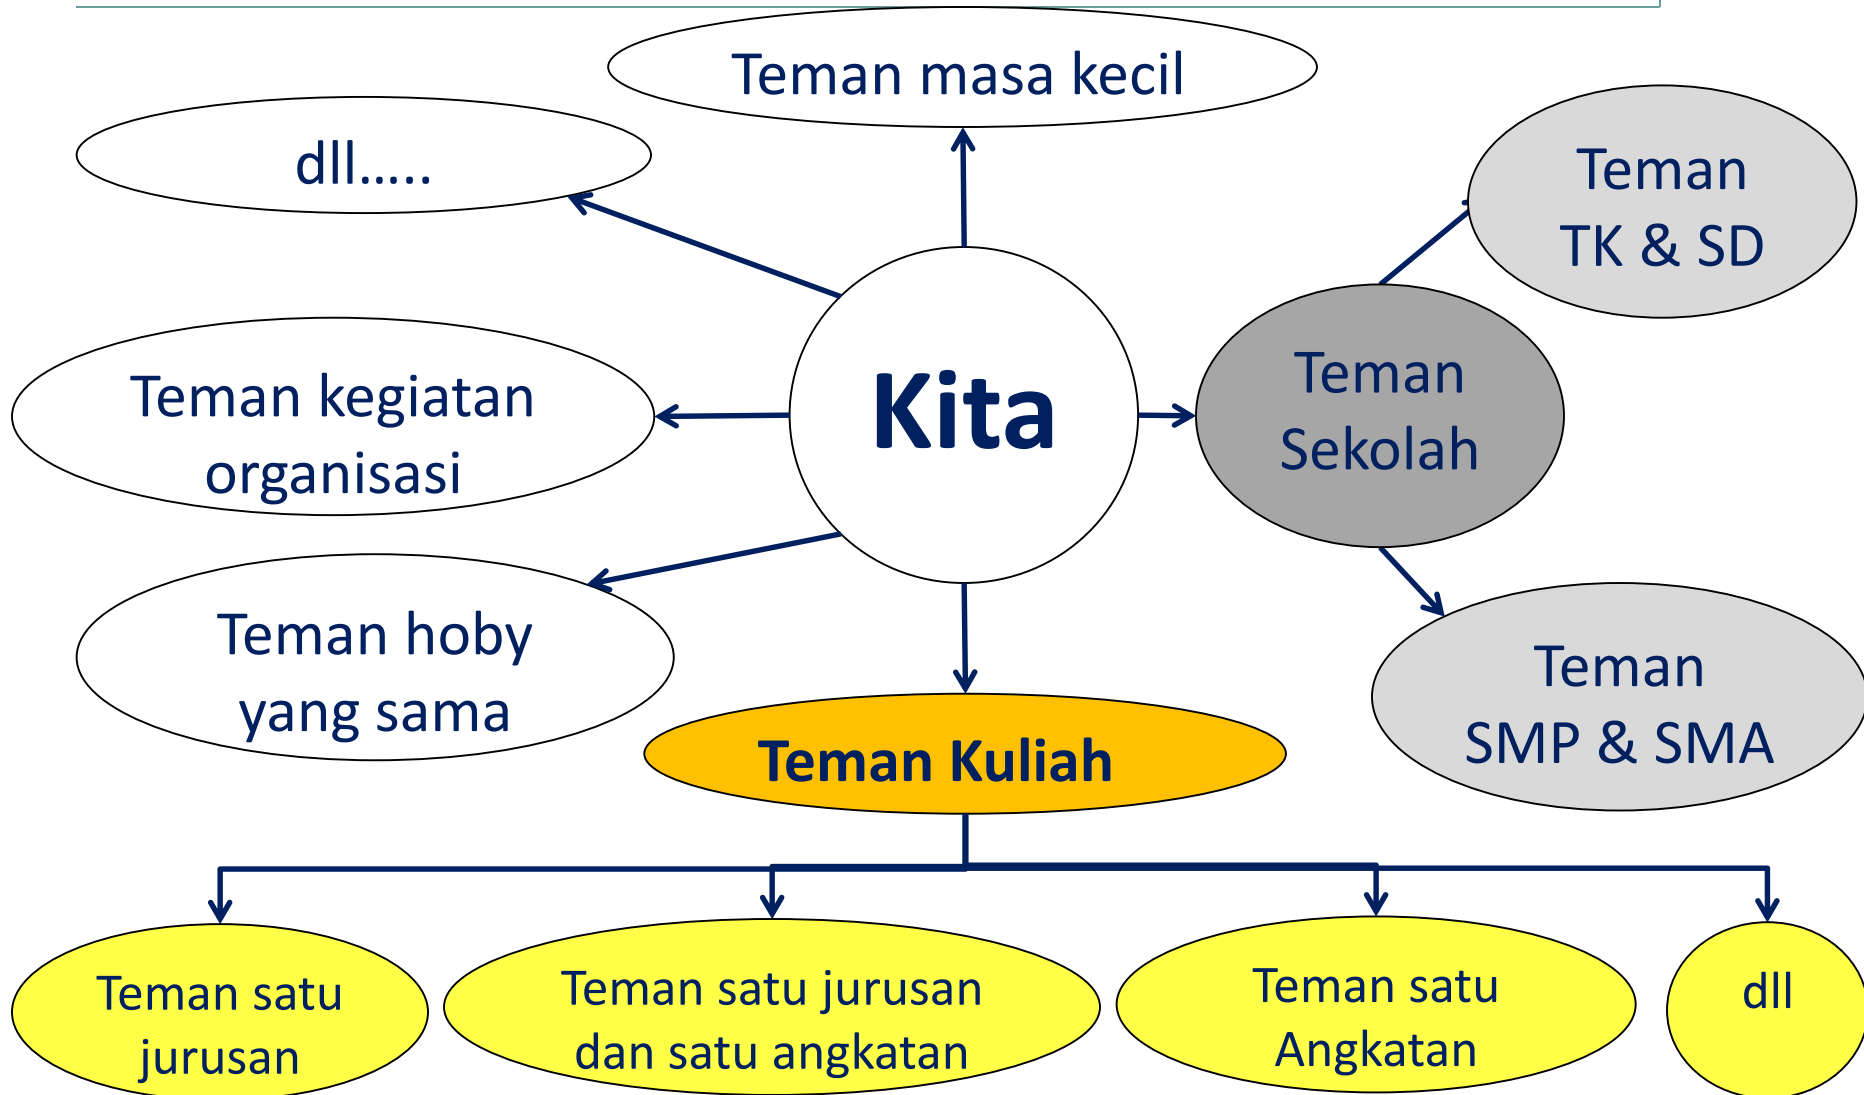 Teman masa kecil
dll.....
Teman
TK & SD
Teman kegiatan
organisasi
Kita
Teman
Sekolah
Teman hoby
yang sama
Teman
SMP & SMA
Teman Kuliah
Teman satu
jurusan
Teman satu jurusan
dan satu angkatan
Teman satu
Angkatan
dll